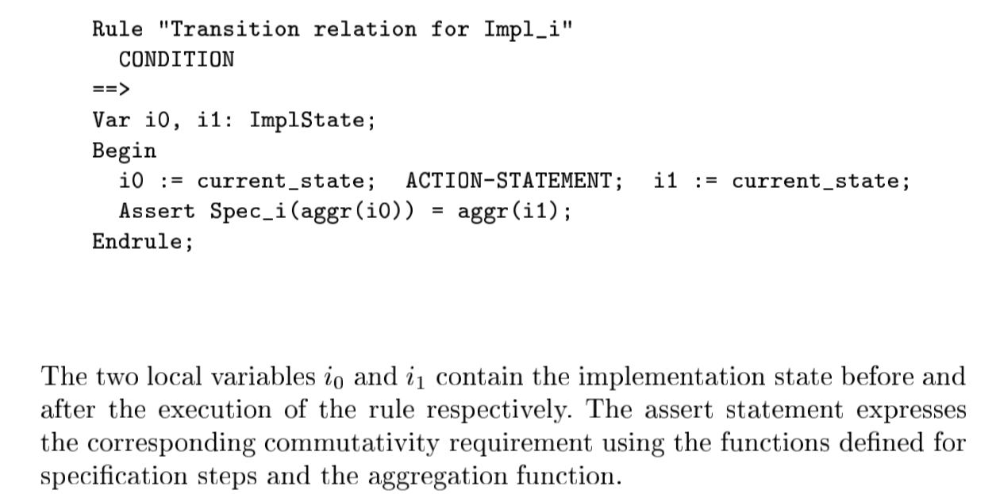 Rule "Transition relation for Impl_i"
CONDITION
==>
Var i0, i1: ImplState;
Begin
i0 := current_state; ACTION-STATEMENT; i1 := current_state;
Assert Spec_i(aggr(i0)) = aggr(i1);
Endrule;
The two local variables i₀ and i₁ contain the implementation state before and
after the execution of the rule respectively. The assert statement expresses
the corresponding commutativity requirement using the functions defined for
specification steps and the aggregation function.